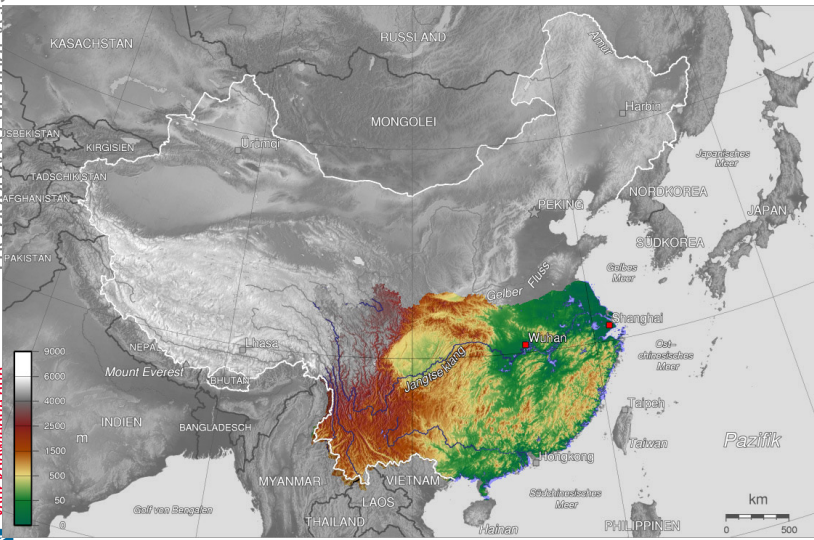 KASACHSTAN
RUSSLAND
Amur
Harbin
MONGOLEI
Ürümqi
USBEKISTAN
KIRGISIEN
TADSCHIKISTAN
AFGHANISTAN
PAKISTAN
Japanisches
Meer
NORDKOREA
PEKING
JAPAN
SÜDKOREA
Gelbes
Meer
Gelber Fluss
Shanghai
Wuhan
Ost-
chinesisches
Meer
Jangtsekiang
Lhasa
NEPAL
Mount Everest
BHUTAN
9000
6000
4000
2500
1500
500
50
0
m
INDIEN
BANGLADESCH
Taipeh
Taiwan
Pazifik
Hongkong
MYANMAR
VIETNAM
LAOS
THAILAND
Golf von Bengalen
Südchinesisches
Meer
Hainan
PHILIPPINEN
km
0 500